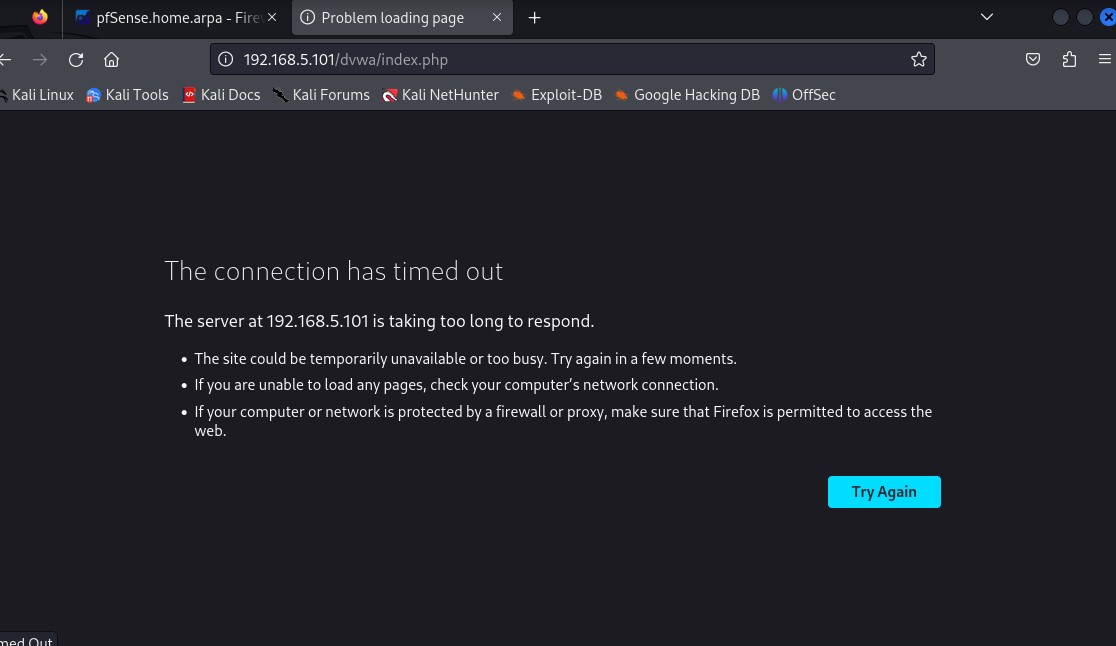 pfSense.home.arpa - Fire
Problem loading page
192.168.5.101/dvwa/index.php
Kali Linux Kali Tools Kali Docs Kali Forums Kali NetHunter Exploit-DB Google Hacking DB OffSec
The connection has timed out
The server at 192.168.5.101 is taking too long to respond.
• The site could be temporarily unavailable or too busy. Try again in a few moments.
• If you are unable to load any pages, check your computer’s network connection.
• If your computer or network is protected by a firewall or proxy, make sure that Firefox is permitted to access the
web.
Try Again
med Out